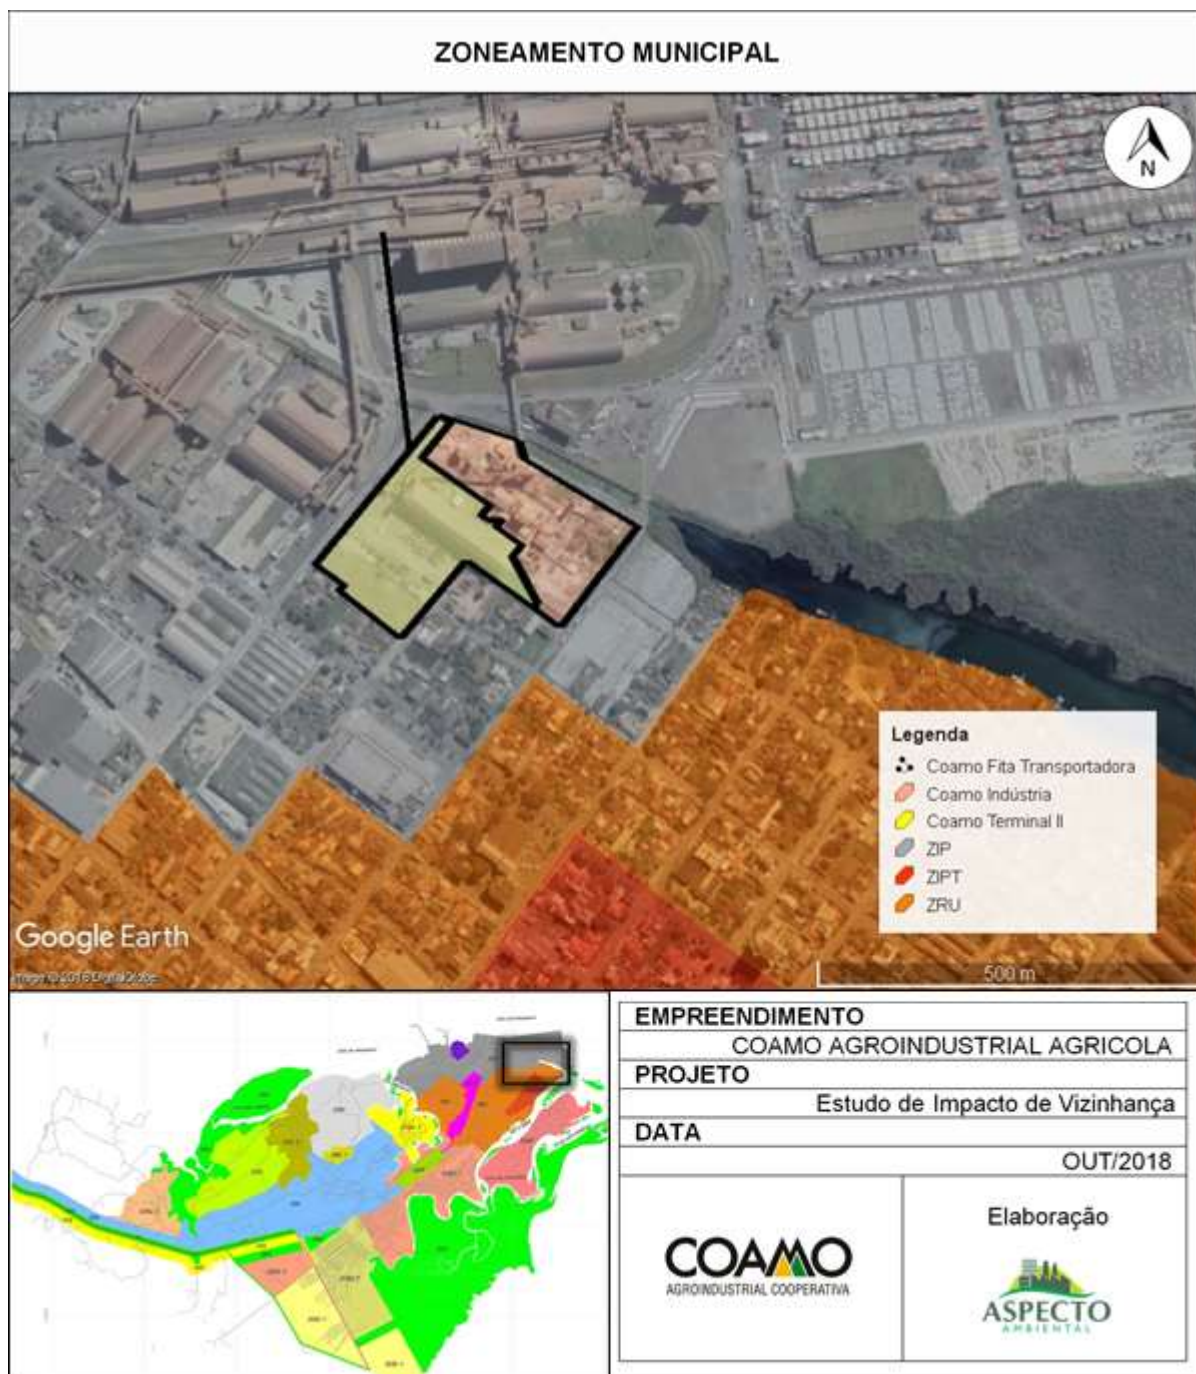 ZONEAMENTO MUNICIPAL
N
Legenda
Coamo Fita Transportadora
Coamo Indústria
Coamo Terminal II
ZIP
ZIPT
ZRU
Google Earth
500 m
EMPREENDIMENTO
COAMO AGROINDUSTRIAL AGRICOLA
PROJETO
Estudo de Impacto de Vizinhança
DATA
OUT/2018
COAMO
AGROINDUSTRIAL COOPERATIVA
Elaboração
ASPECTO
AMBIENTAL